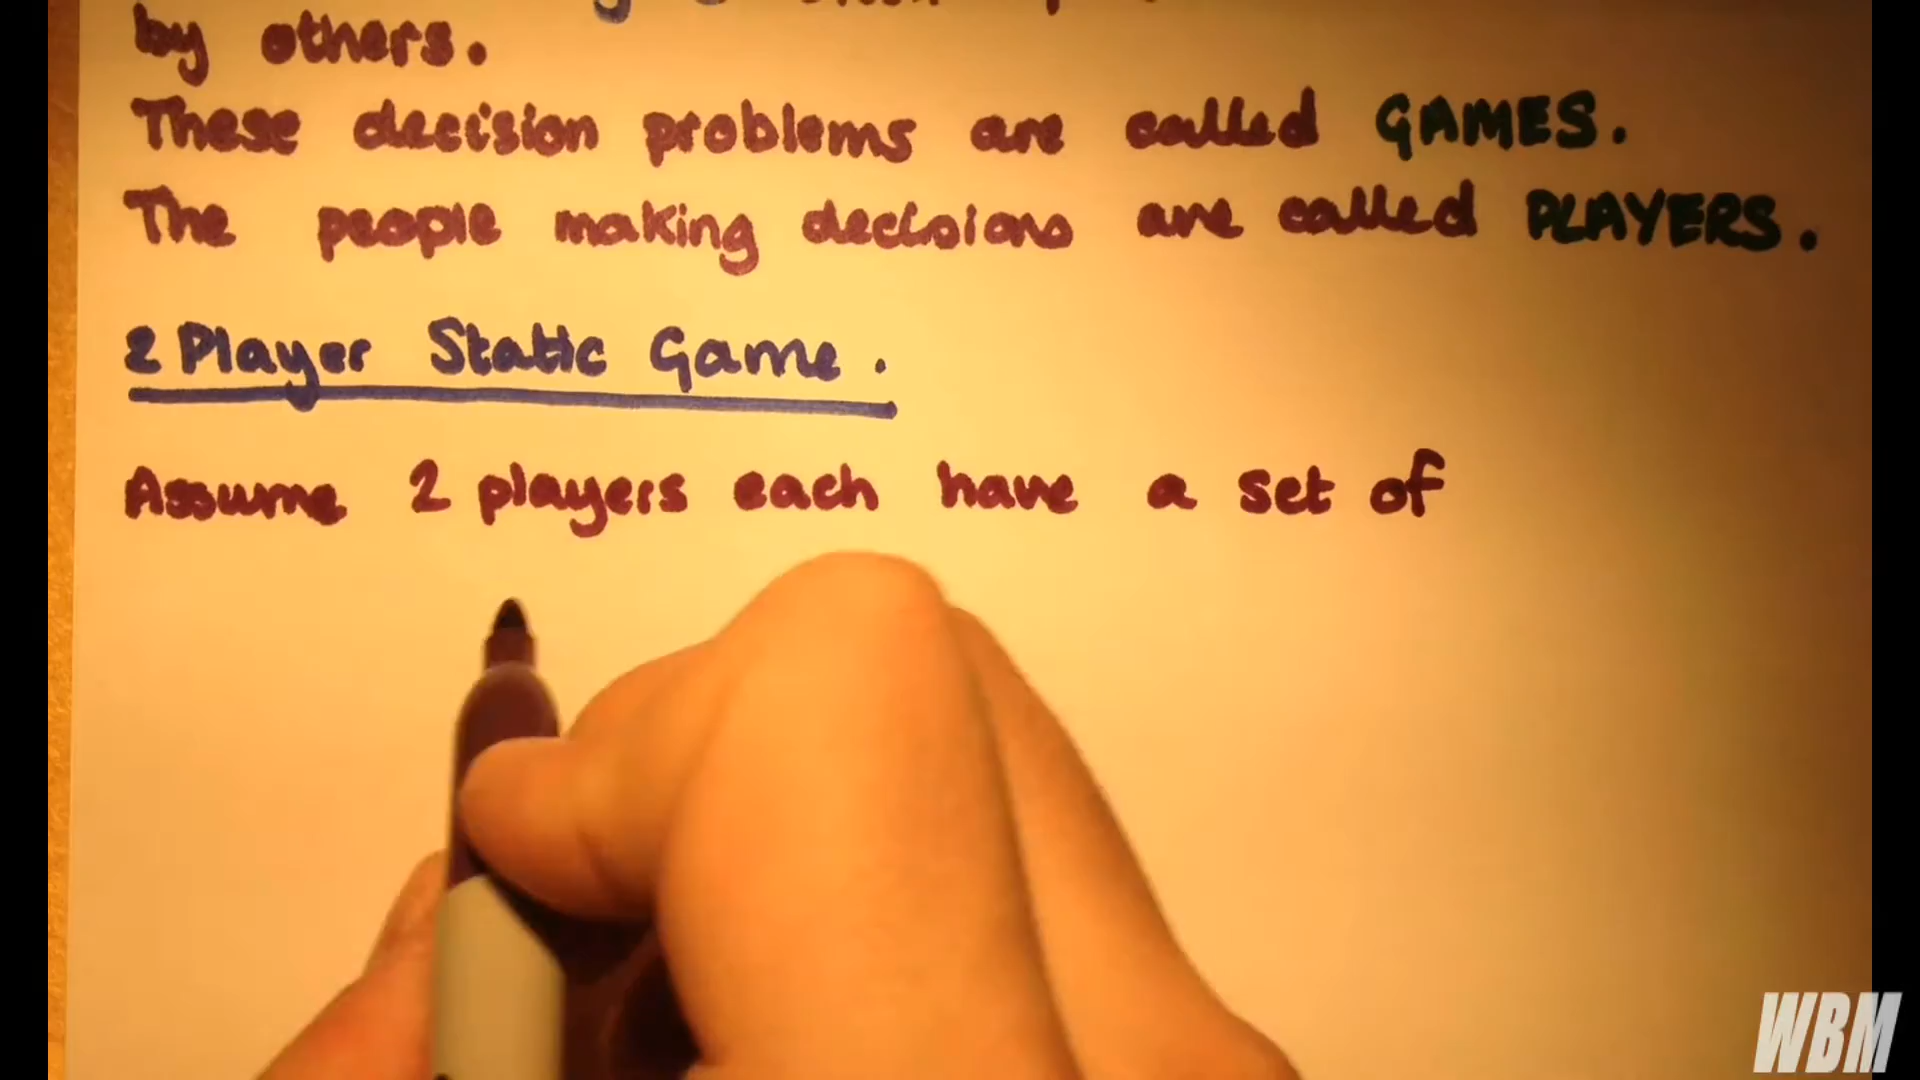 by others.
These decision problems are called GAMES.
The people making decisions are called PLAYERS.
2 Player Static Game.
Assume 2 players each have a set of
WBM